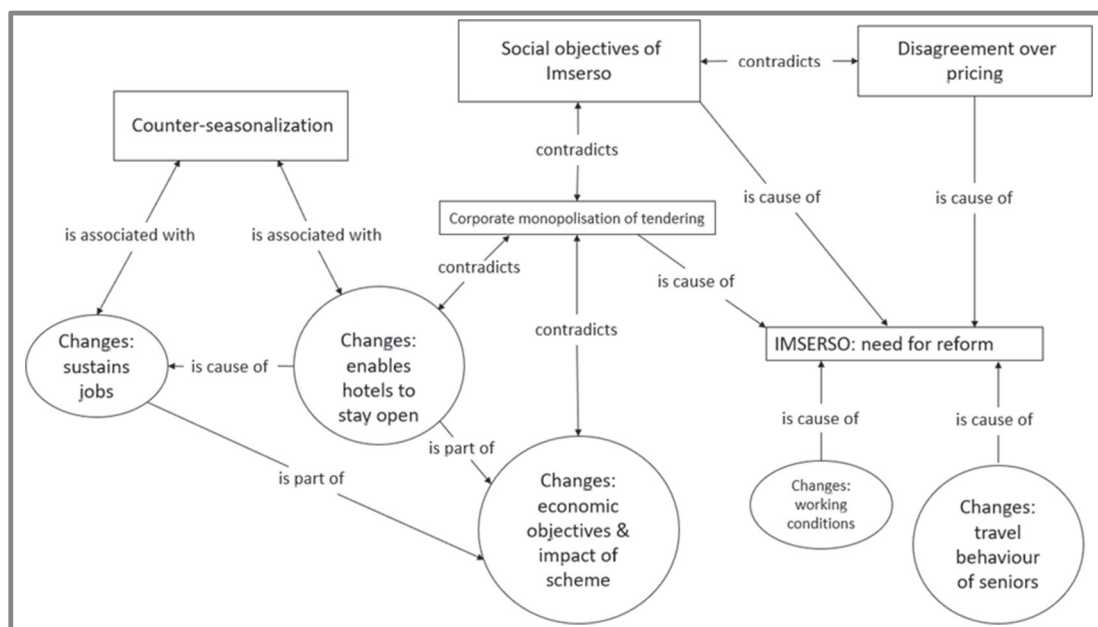 Social objectives of
Imserso
contradicts
Disagreement over
pricing
Counter-seasonalization
contradicts
is cause of
is cause of
Corporate monopolisation of tendering
is associated with
is associated with
contradicts
is cause of
contradicts
Changes:
sustains
jobs
is cause of
Changes:
enables
hotels to
stay open
IMSERSO: need for reform
is cause of
is cause of
is part of
is part of
Changes:
economic
objectives &
impact of
scheme
Changes:
working
conditions
Changes:
travel
behaviour
of seniors